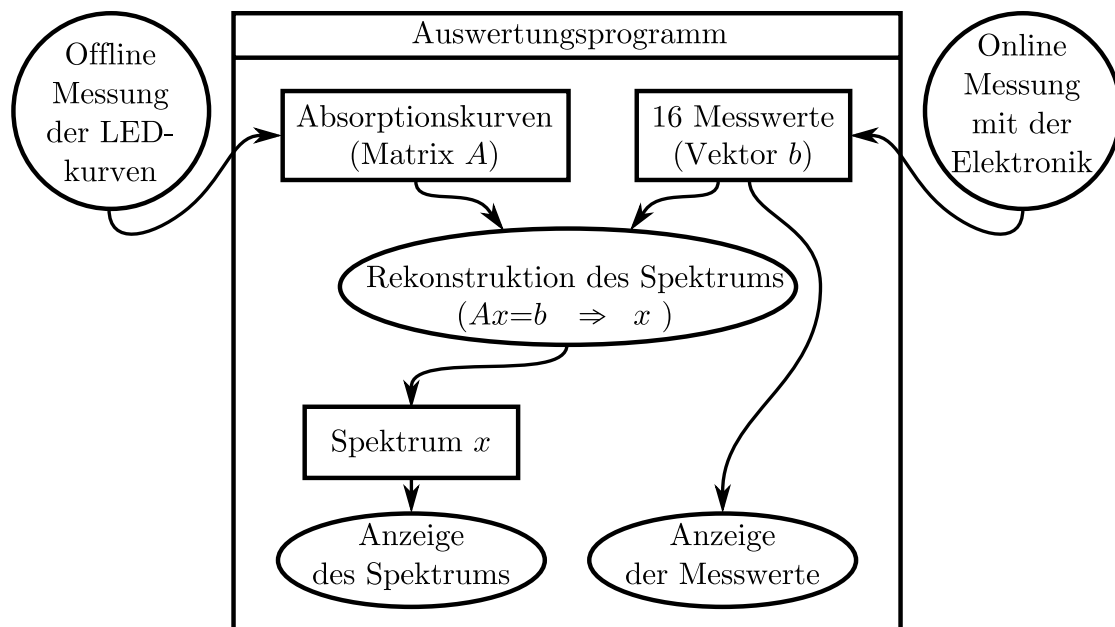 Auswertungsprogramm
Offline
Messung
der LED-
kurven
Absorptionskurven
(Matrix A)
16 Messwerte
(Vektor b)
Online
Messung
mit der
Elektronik
Rekonstruktion des Spektrums
(Ax=b ⇒ x )
Spektrum x
Anzeige
des Spektrums
Anzeige
der Messwerte